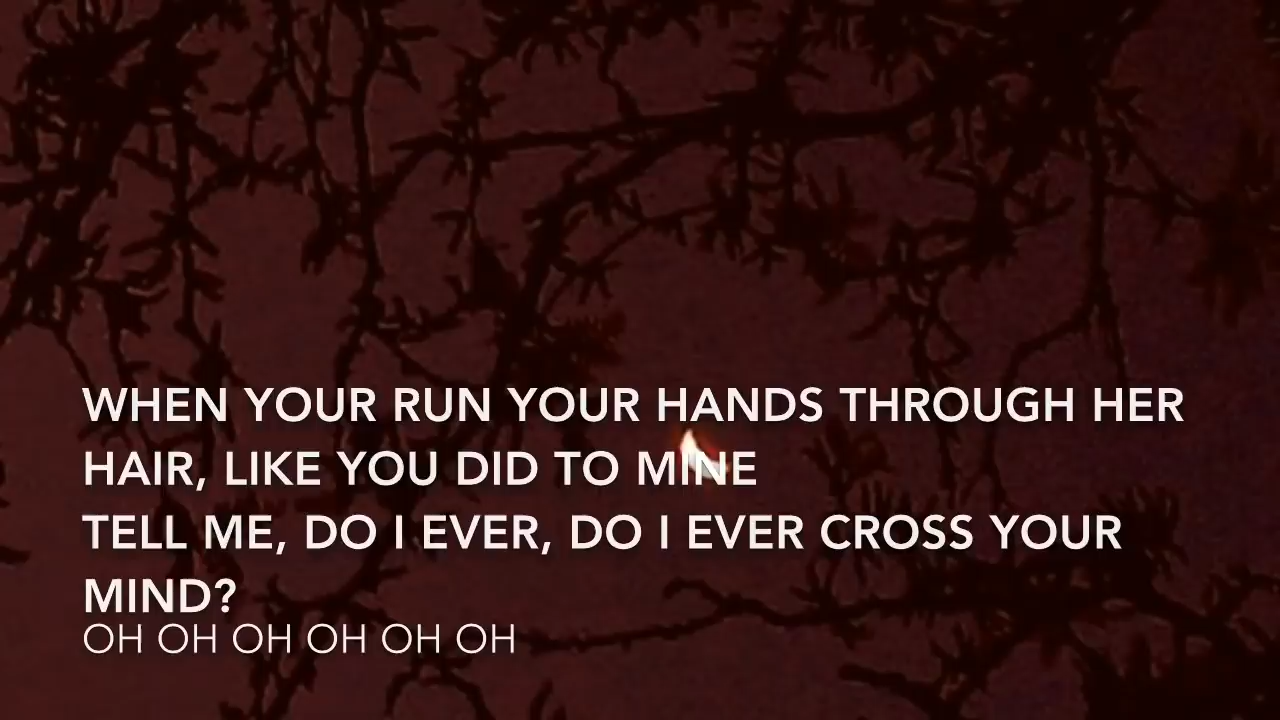 WHEN YOUR RUN YOUR HANDS THROUGH HER
HAIR, LIKE YOU DID TO MINE
TELL ME, DO I EVER, DO I EVER CROSS YOUR
MIND?
OH OH OH OH OH OH